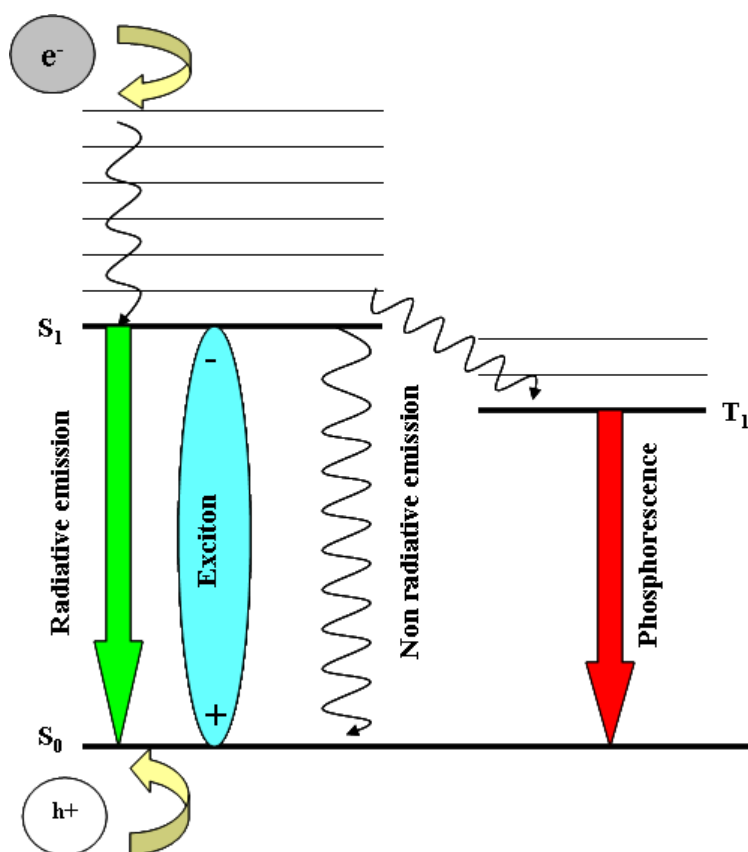 e-
S1
-
T1
Radiative emission
Exciton
Non radiative emission
Phosphorescence
+
S0
h+